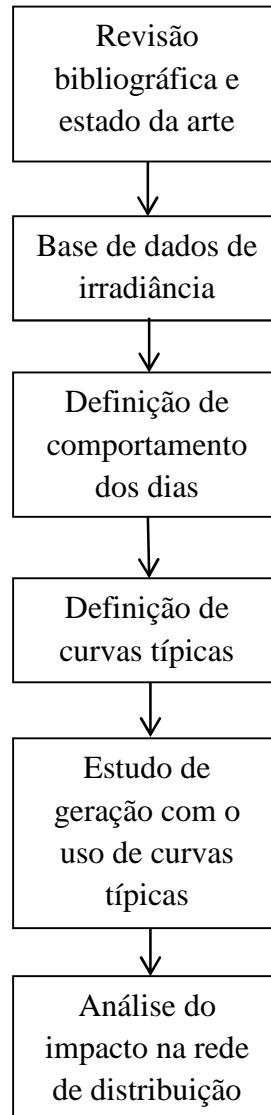 Revisão
bibliográfica e
estado da arte
Base de dados de
irradiância
Definição de
comportamento
dos dias
Definição de
curvas típicas
Estudo de
geração com o
uso de curvas
típicas
Análise do
impacto na rede
de distribuição